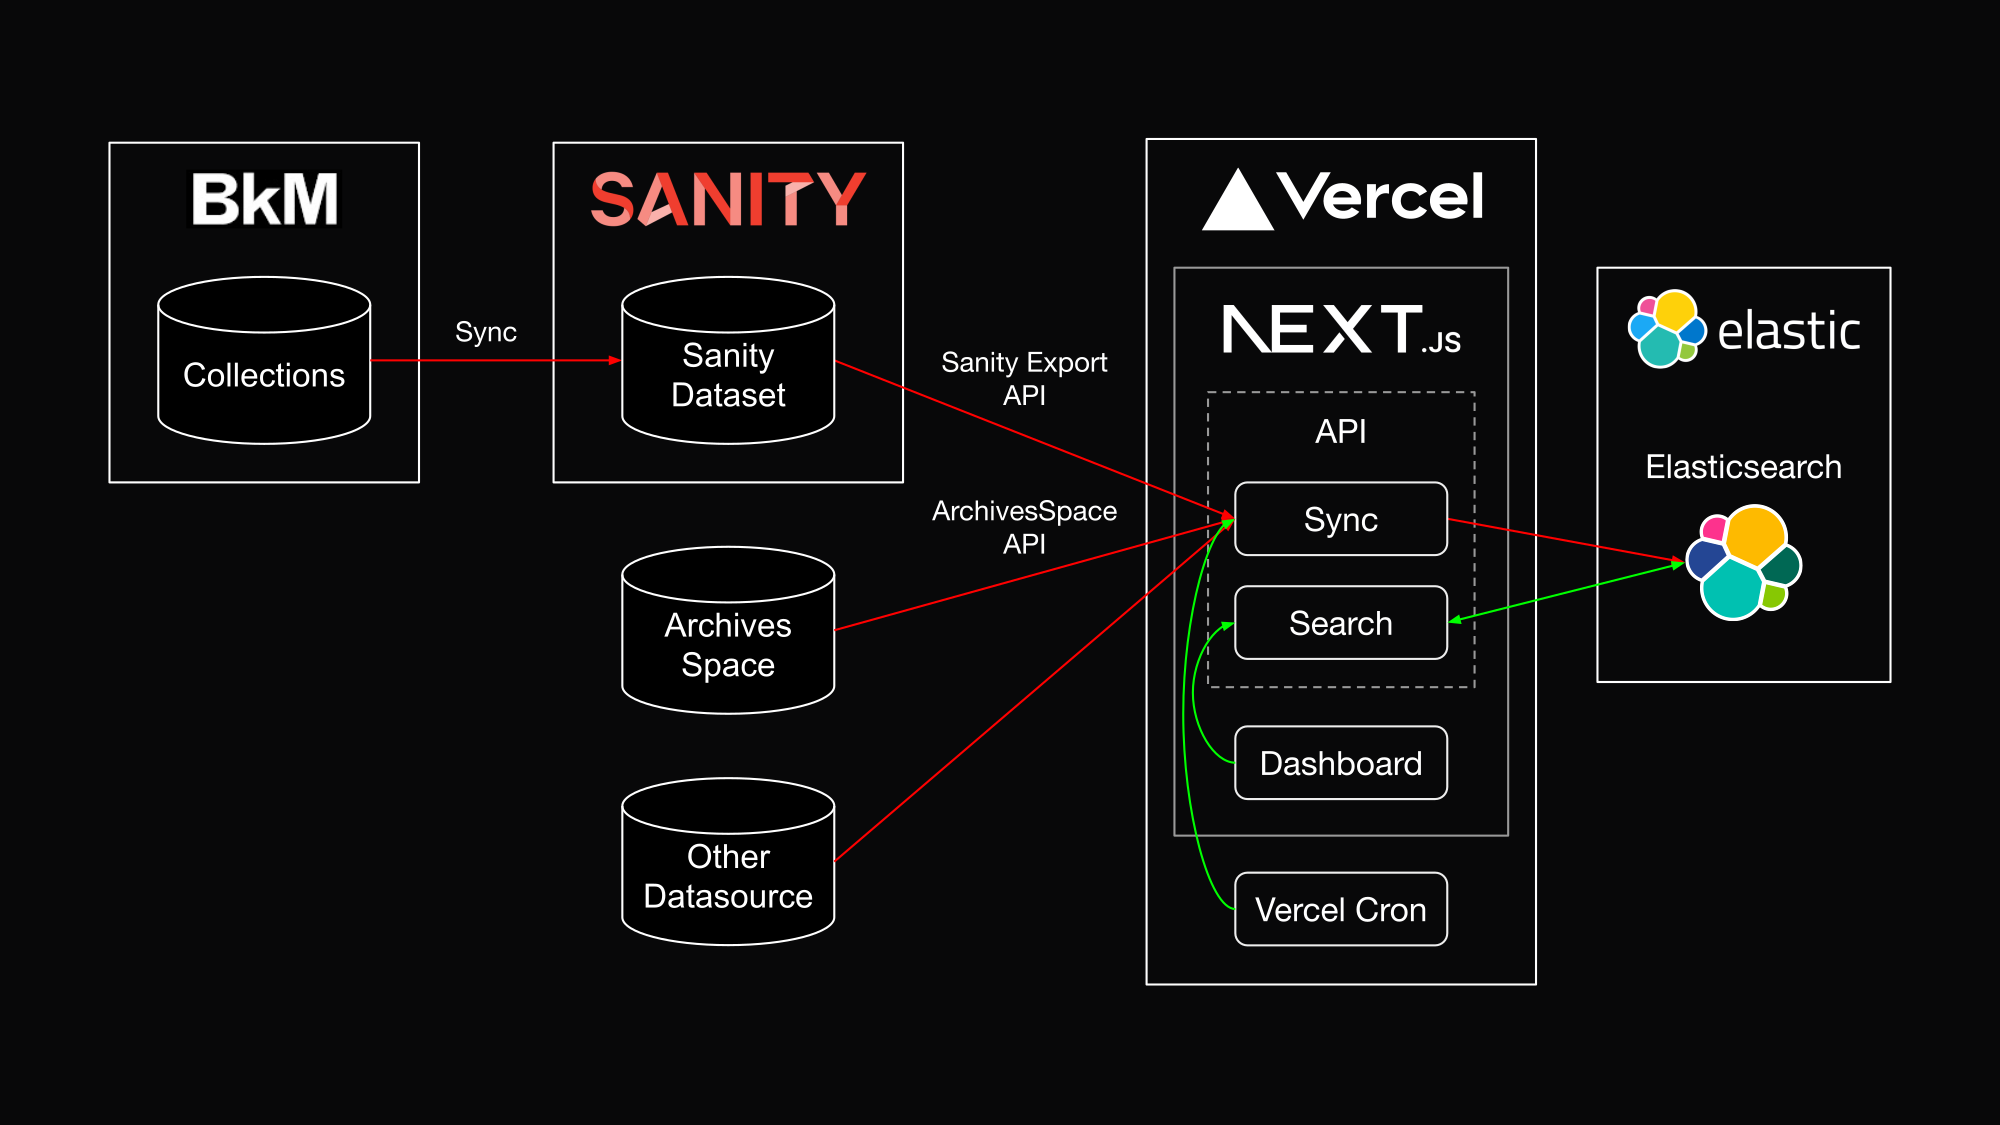 BkM
Collections
Sync
SANITY
Sanity
Dataset
Sanity Export
API
ArchivesSpace
API
Archives
Space
Other
Datasource
Vercel
NEXT.JS
API
Sync
Search
Dashboard
Vercel Cron
elastic
Elasticsearch